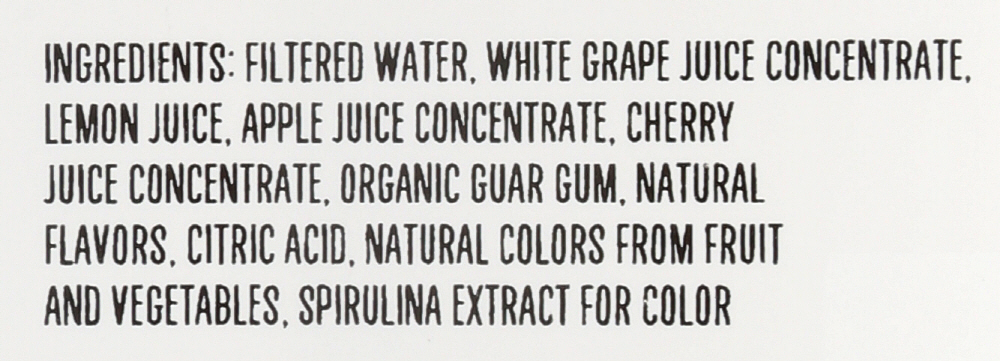 INGREDIENTS: FILTERED WATER, WHITE GRAPE JUICE CONCENTRATE,
LEMON JUICE, APPLE JUICE CONCENTRATE, CHERRY
JUICE CONCENTRATE, ORGANIC GUAR GUM, NATURAL
FLAVORS, CITRIC ACID, NATURAL COLORS FROM FRUIT
AND VEGETABLES, SPIRULINA EXTRACT FOR COLOR